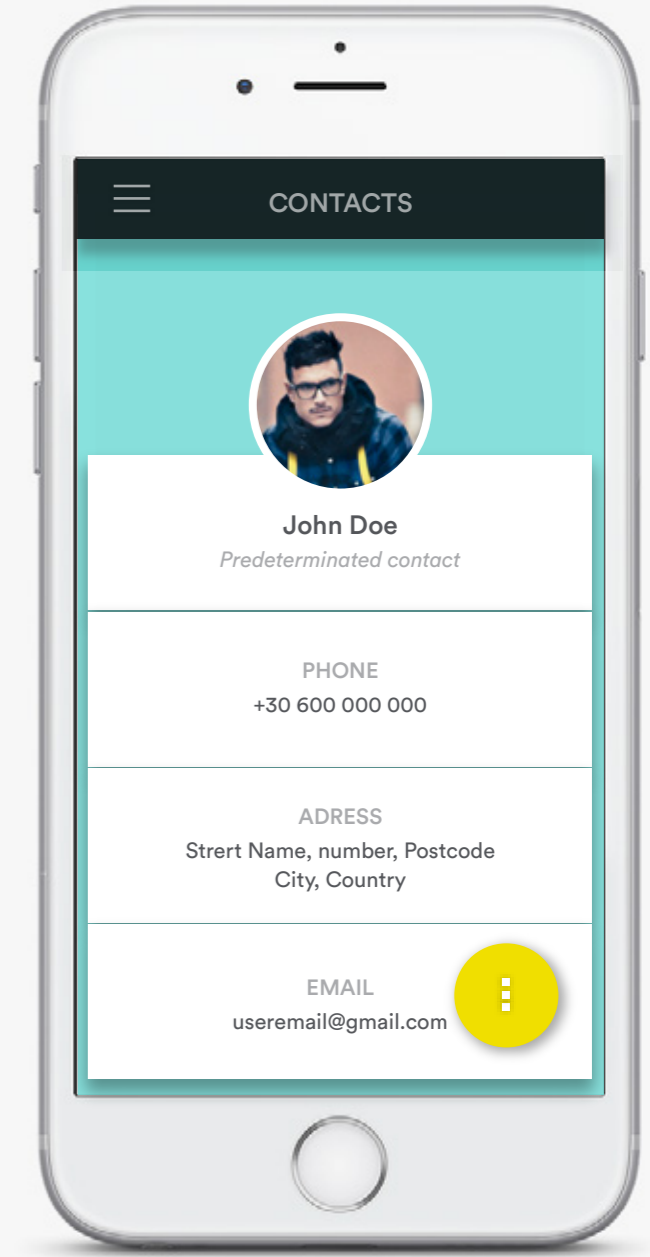 CONTACTS
John Doe
Predeterminated contact
PHONE
+30 600 000 000
ADRESS
Strert Name, number, Postcode
City, Country
EMAIL
useremail@gmail.com